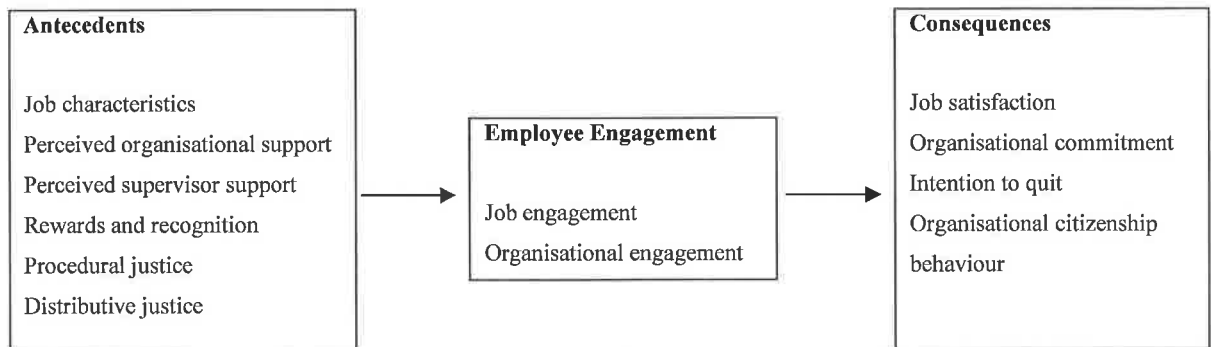 Antecedents
Job characteristics
Perceived organisational support
Perceived supervisor support
Rewards and recognition
Procedural justice
Distributive justice
Employee Engagement
Job engagement
Organisational engagement
Consequences
Job satisfaction
Organisational commitment
Intention to quit
Organisational citizenship
behaviour